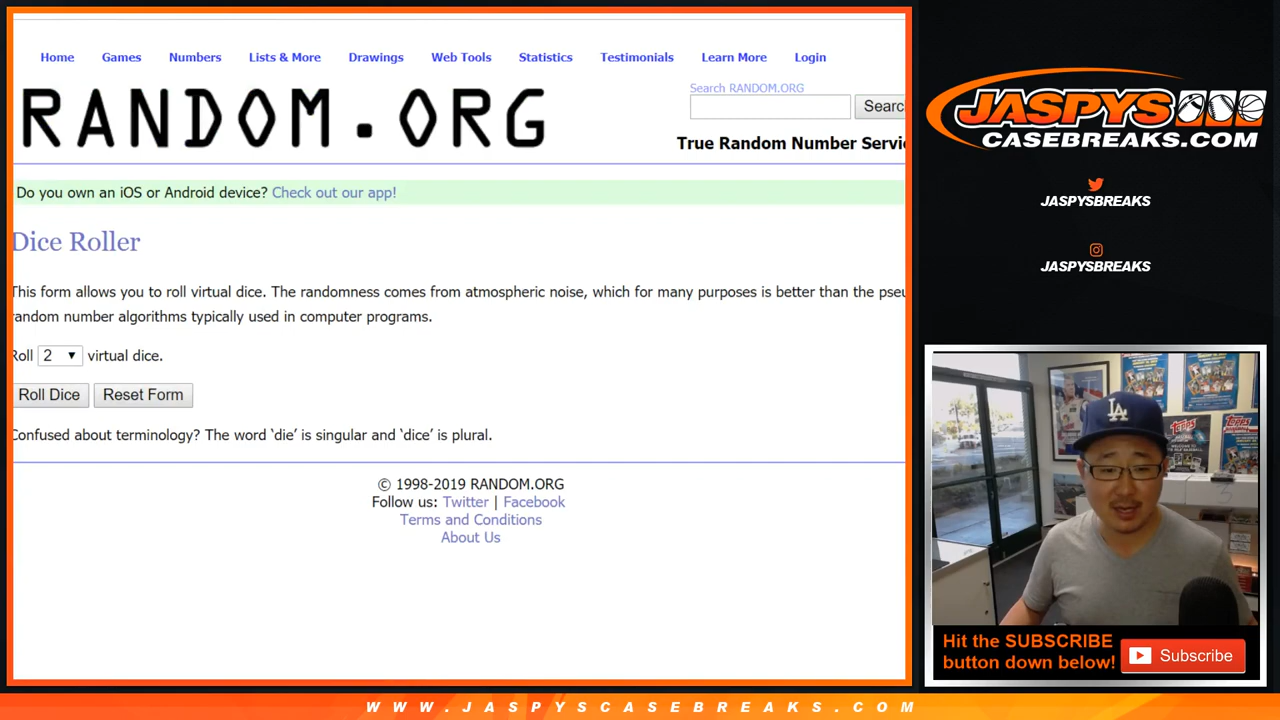 Home Games Numbers Lists & More Drawings Web Tools Statistics Testimonials Learn More Login
Search RANDOM.ORG
RANDOM.ORG
Searc
True Random Number Servi
Do you own an iOS or Android device? Check out our app!
Dice Roller
This form allows you to roll virtual dice. The randomness comes from atmospheric noise, which for many purposes is better than the pseu
random number algorithms typically used in computer programs.
Roll 2 virtual dice.
Roll Dice Reset Form
Confused about terminology? The word ‘die’ is singular and ‘dice’ is plural.
© 1998-2019 RANDOM.ORG
Follow us: Twitter | Facebook
Terms and Conditions
About Us
JASPYS
CASEBREAKS.COM
JASPYSBREAKS
JASPYSBREAKS
LA
Topps
Topps
Hit the SUBSCRIBE
button down below!
Subscribe
WWW.JASPYSCASEBREAKS.COM